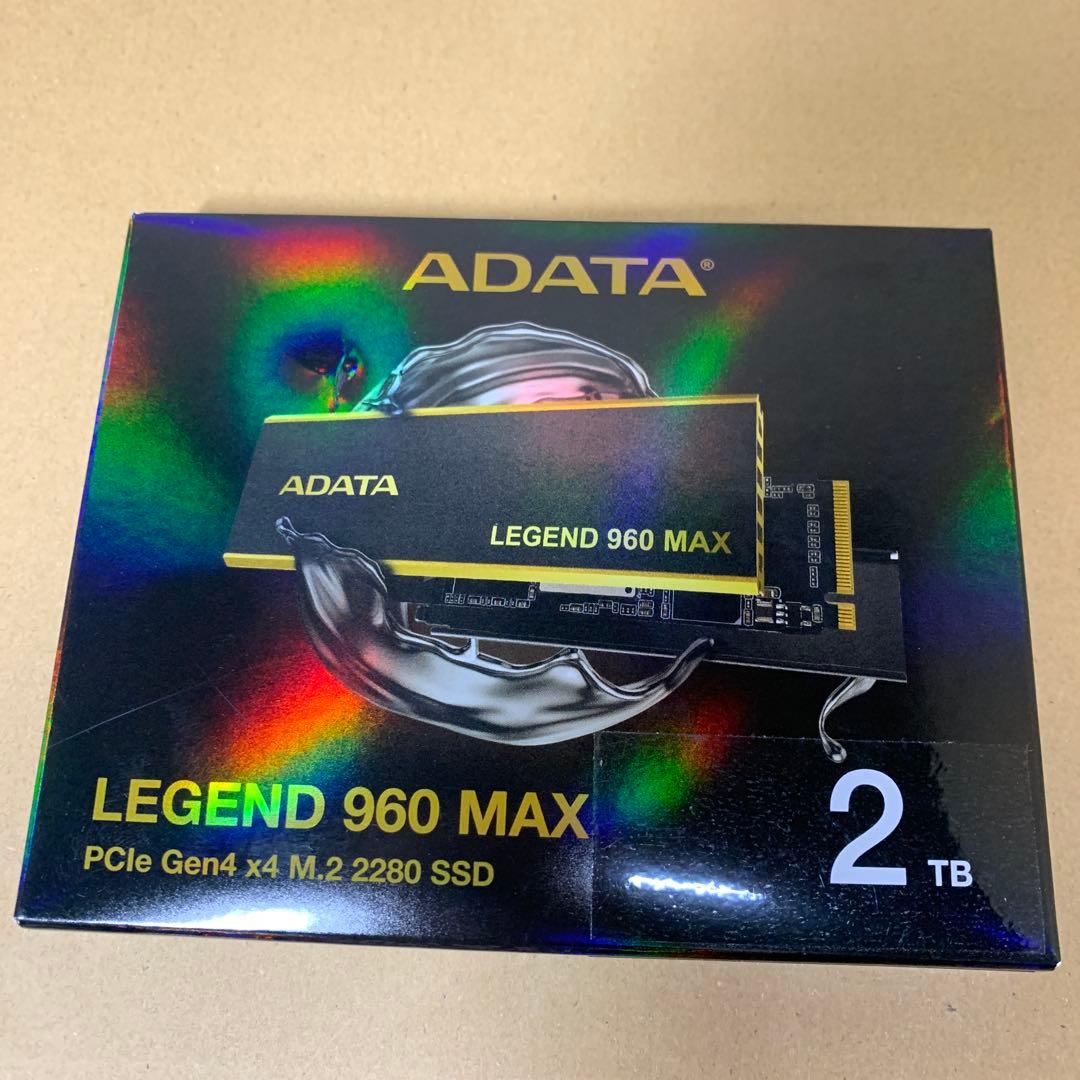 ADATA®
ADATA
LEGEND 960 MAX
LEGEND 960 MAX
PCIe Gen4 x4 M.2 2280 SSD
2 TB